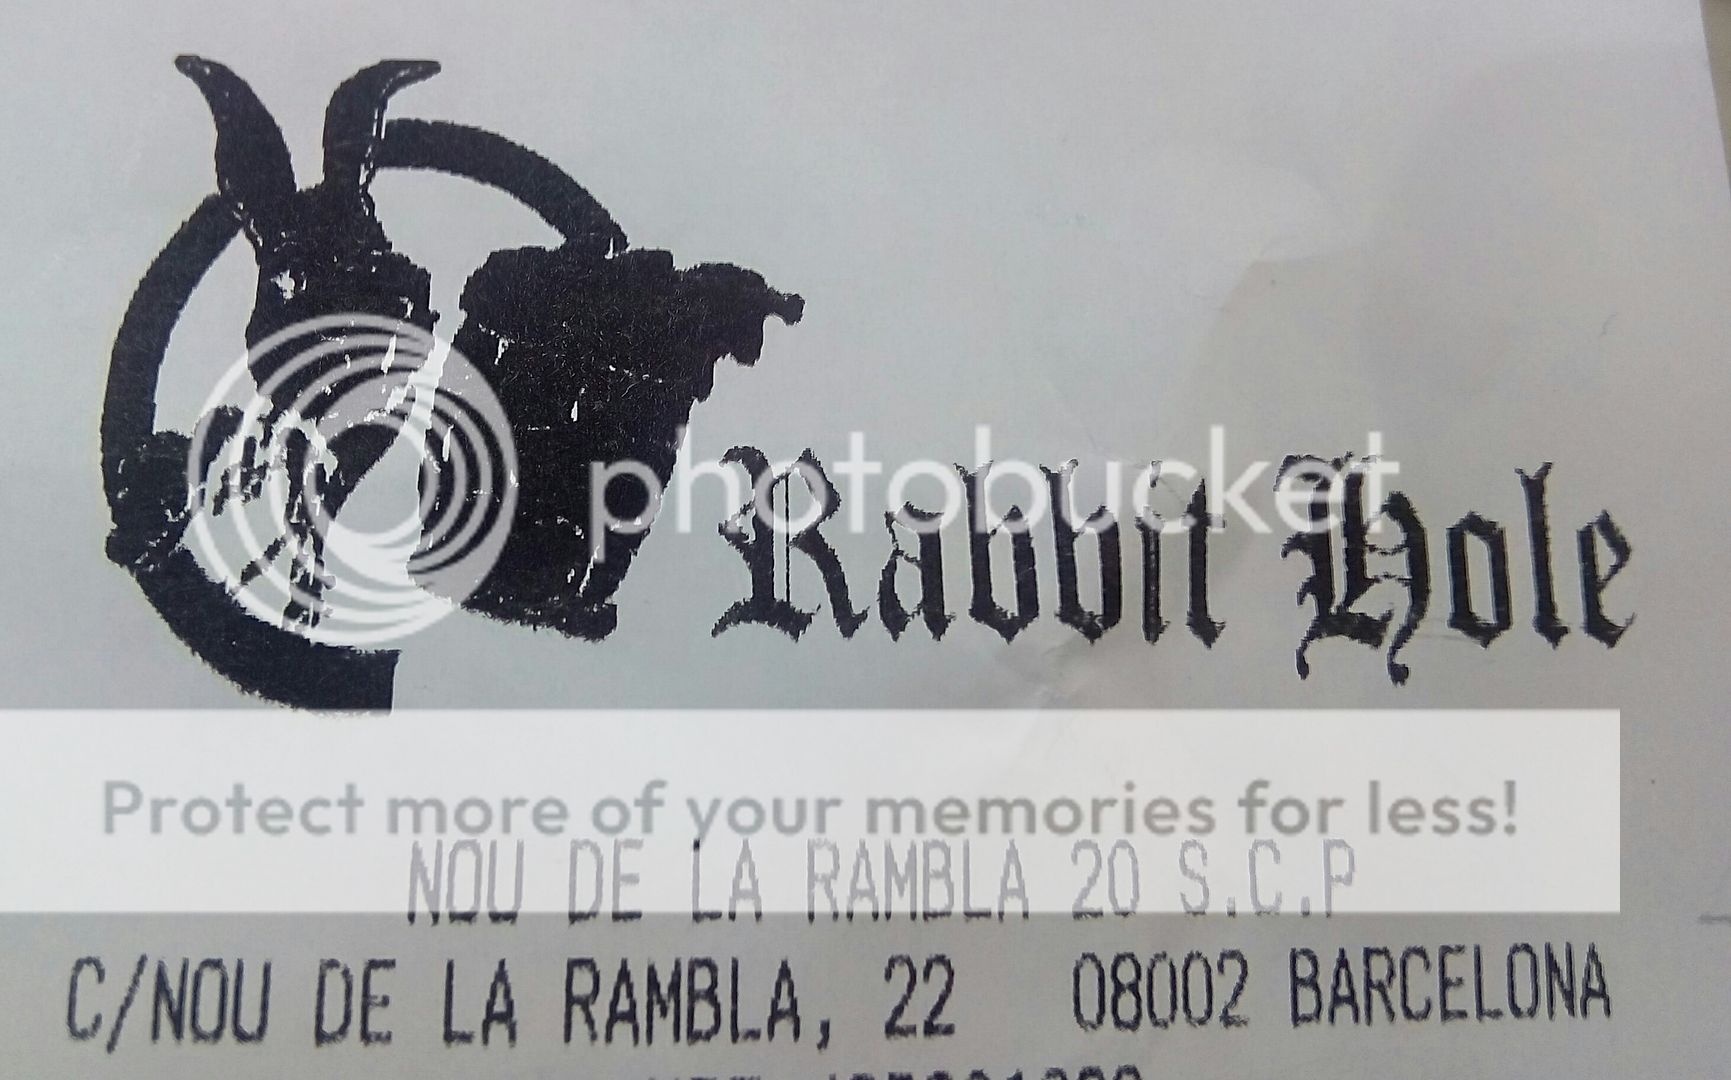 Rabbit Hole
photobucket
Protect more of your memories for less!
NOU DE LA RAMBLA 20 S.C.P
C/NOU DE LA RAMBLA, 22 08002 BARCELONA